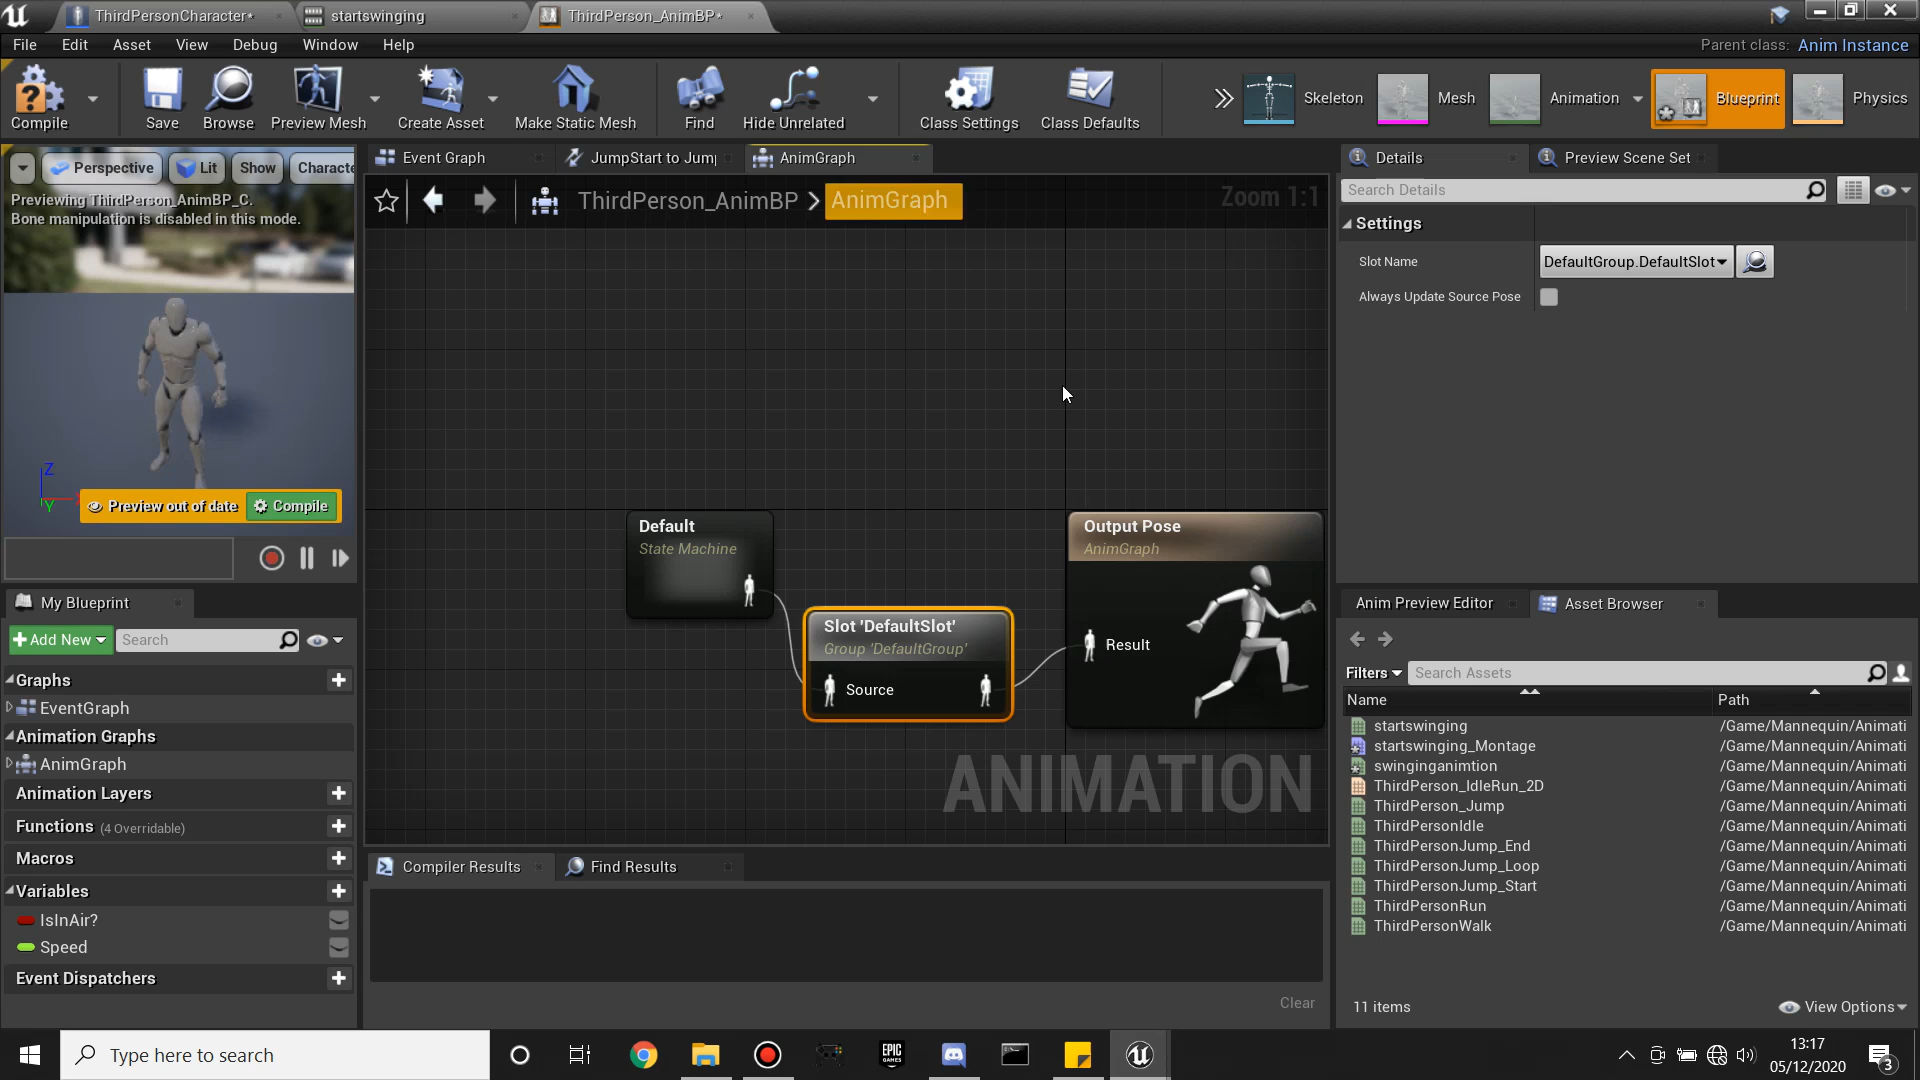 ThirdPersonCharacter*
startswinging
ThirdPerson_AnimBP*
File Edit Asset View Debug Window Help
Parent class: Anim Instance
Compile
Save
Browse
Preview Mesh
Create Asset
Make Static Mesh
Find
Hide Unrelated
Class Settings
Class Defaults
Skeleton
Mesh
Animation
Blueprint
Physics
Perspective
Lit
Show
Characte
Previewing ThirdPerson_AnimBP_C.
Bone manipulation is disabled in this mode.
Z
Y
Preview out of date
Compile
Event Graph
JumpStart to Jum
AnimGraph
ThirdPerson_AnimBP > AnimGraph
Zoom 1:1
Default
State Machine
Slot 'DefaultSlot'
Group 'DefaultGroup'
Source
Output Pose
AnimGraph
Result
ANIMATION
Details
Preview Scene Set
Search Details
Settings
Slot Name
DefaultGroup.DefaultSlot
Always Update Source Pose
My Blueprint
Add New
Search
Graphs
EventGraph
Animation Graphs
AnimGraph
Animation Layers
Functions (4 Overridable)
Macros
Variables
IsInAir?
Speed
Event Dispatchers
Compiler Results
Find Results
Clear
Anim Preview Editor
Asset Browser
Filters
Search Assets
Name Path
startswinging /Game/Mannequin/Animati
startswinging_Montage /Game/Mannequin/Animati
swinginganimtion /Game/Mannequin/Animati
ThirdPerson_IdleRun_2D /Game/Mannequin/Animati
ThirdPerson_Jump /Game/Mannequin/Animati
ThirdPersonIdle /Game/Mannequin/Animati
ThirdPersonJump_End /Game/Mannequin/Animati
ThirdPersonJump_Loop /Game/Mannequin/Animati
ThirdPersonJump_Start /Game/Mannequin/Animati
ThirdPersonRun /Game/Mannequin/Animati
ThirdPersonWalk /Game/Mannequin/Animati
11 items
View Options
Type here to search
EPIC
GAMES
13:17
05/12/2020
3